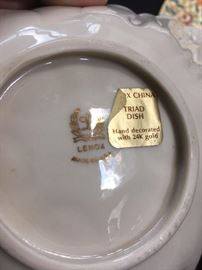 X CHINA
TRIAD
DISH
Hand decorated
with 24K gold
LENOX